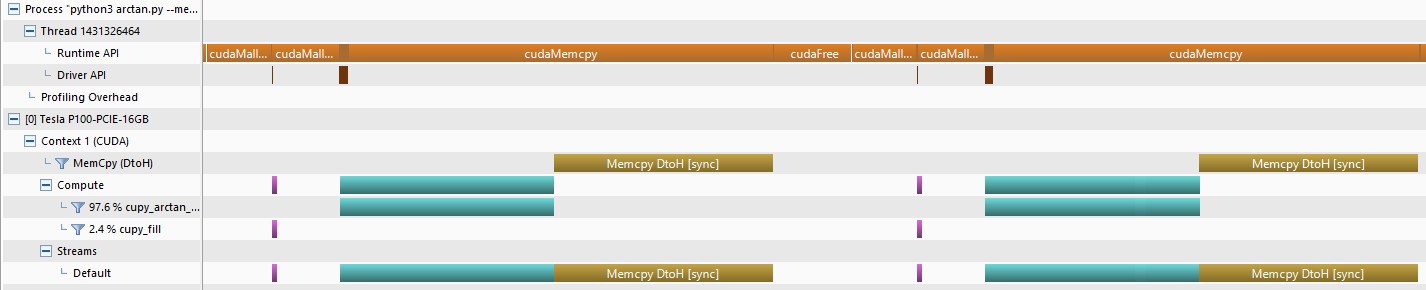 Process "python3 arctan.py --me...
Thread 1431326464
Runtime API cudaMall... cudaMall... cudaMemcpy cudaFree cudaMall... cudaMall... cudaMemcpy
Driver API
Profiling Overhead
[0] Tesla P100-PCIE-16GB
Context 1 (CUDA)
MemCpy (DtoH) Memcpy DtoH [sync] Memcpy DtoH [sync]
Compute
97.6 % cupy_arctan_...
2.4 % cupy_fill
Streams
Default Memcpy DtoH [sync] Memcpy DtoH [sync]